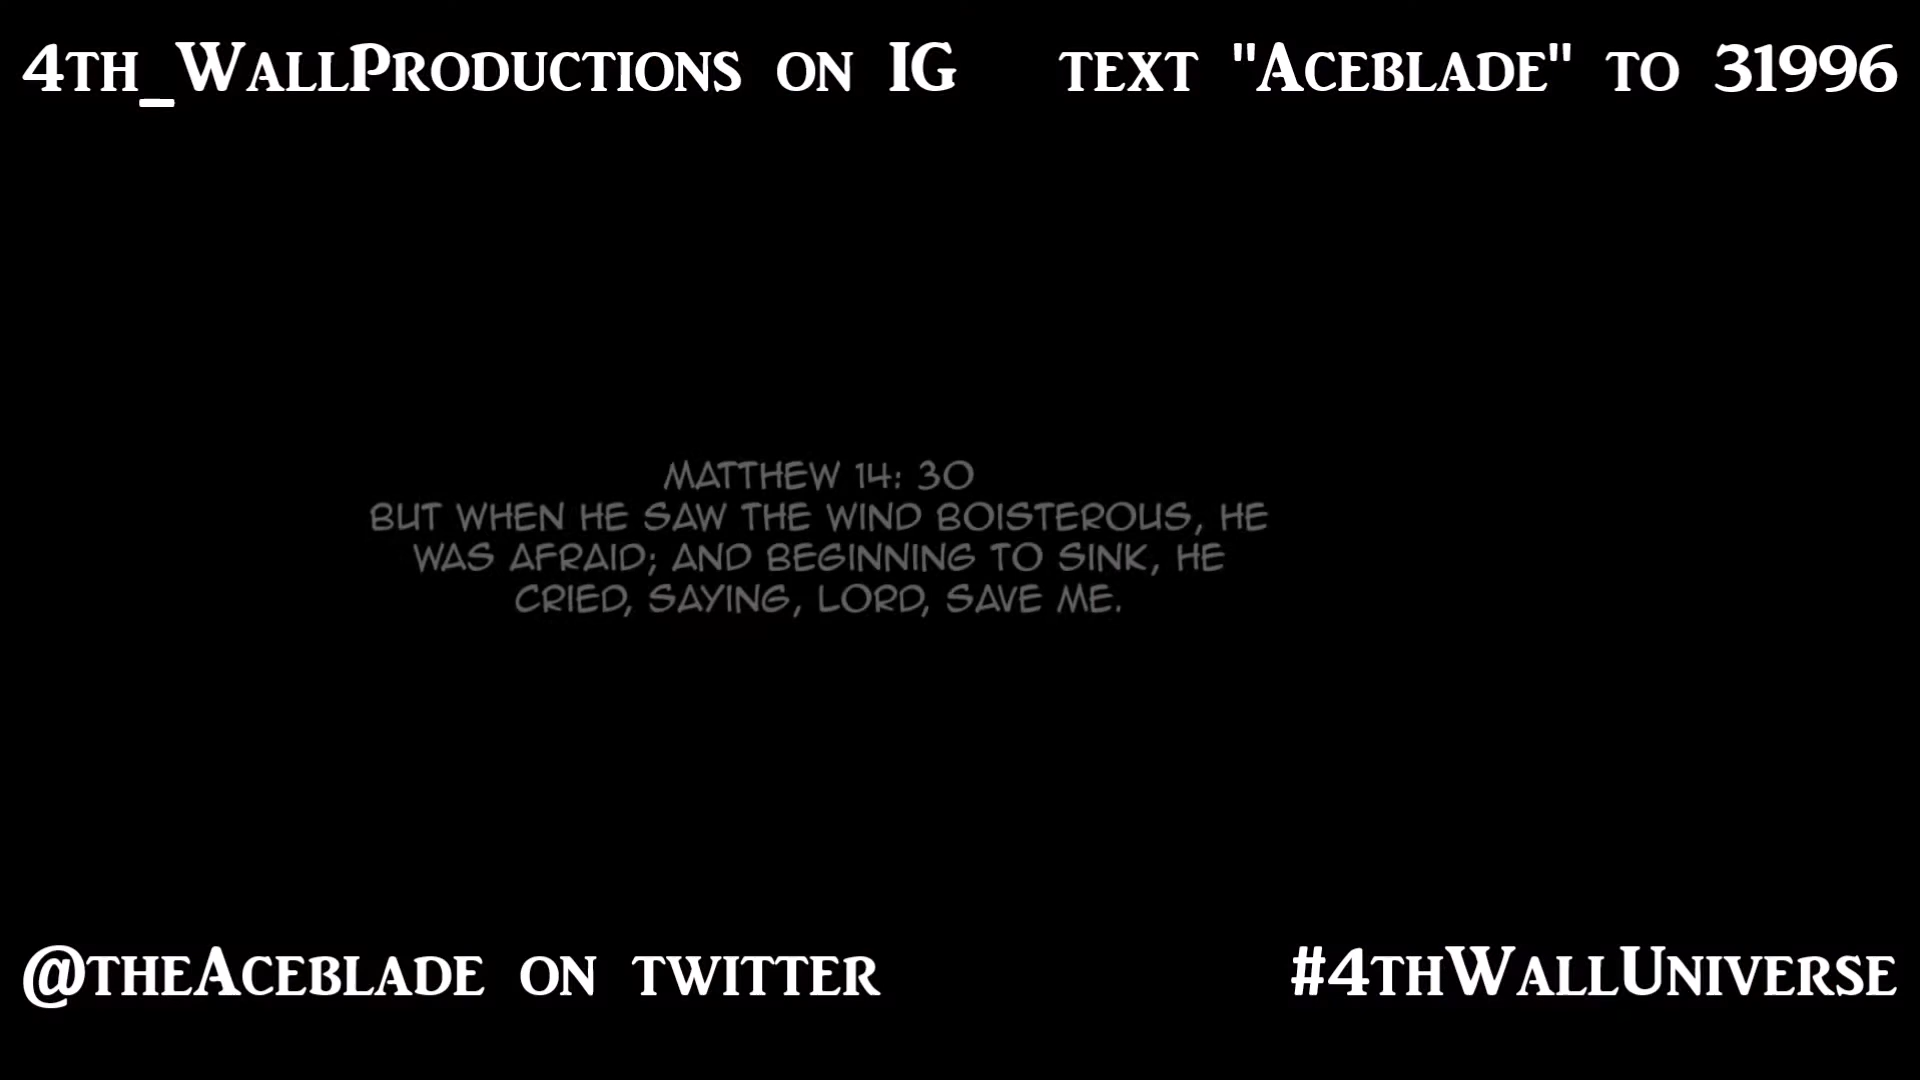 4th_WallProductions on IG
text "Aceblade" to 31996
MATTHEW 14: 30
BUT WHEN HE SAW THE WIND BOISTEROUS, HE
WAS AFRAID; AND BEGINNING TO SINK, HE
CRIED, SAYING, LORD, SAVE ME.
@theAceblade on twitter
#4thWallUniverse